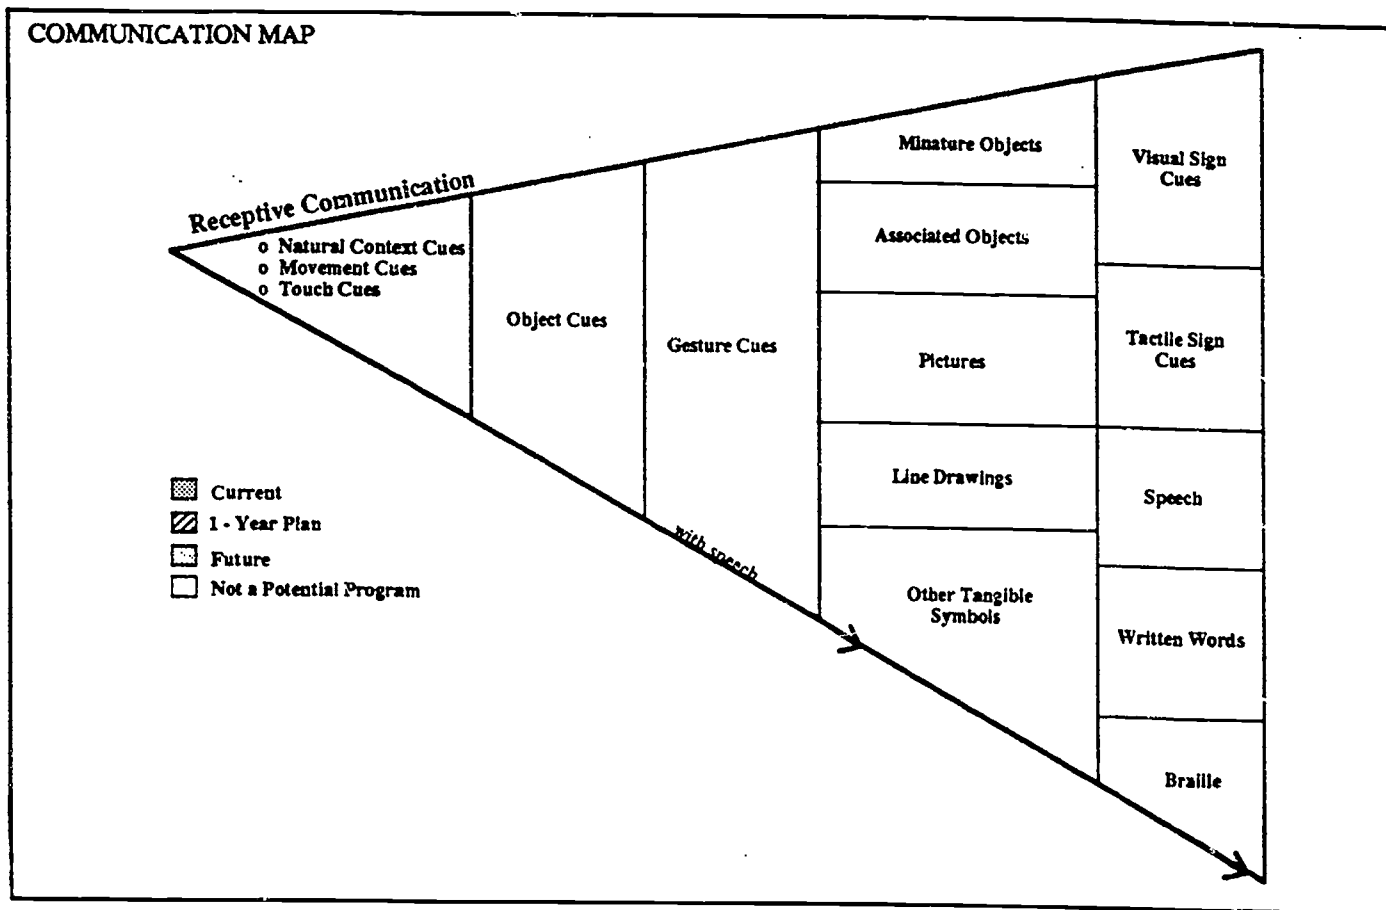 COMMUNICATION MAP
Receptive Communication
o Natural Context Cues
o Movement Cues
o Touch Cues
Object Cues
Gesture Cues
with speech
Minature Objects
Associated Objects
Pictures
Line Drawings
Other Tangible
Symbols
Visual Sign
Cues
Tactile Sign
Cues
Speech
Written Words
Braille
Current
1 - Year Plan
Future
Not a Potential Program